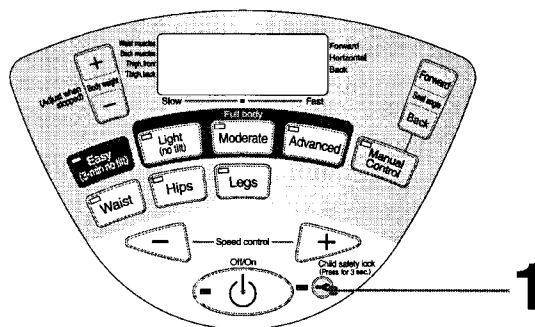 Waist muscles
Back muscles
Thigh, front
Thigh, back
Forward
Horizontal
Back
Slow
Fast
+
Body weight
−
(Adjust when stopped)
Forward
Seat angle
Back
Full body
Easy
(3-min no tilt)
Light
(no tilt)
Moderate
Advanced
Manual
Control
Waist
Hips
Legs
−
Speed control
+
Off/On
Child safety lock
(Press for 3 sec.)
1